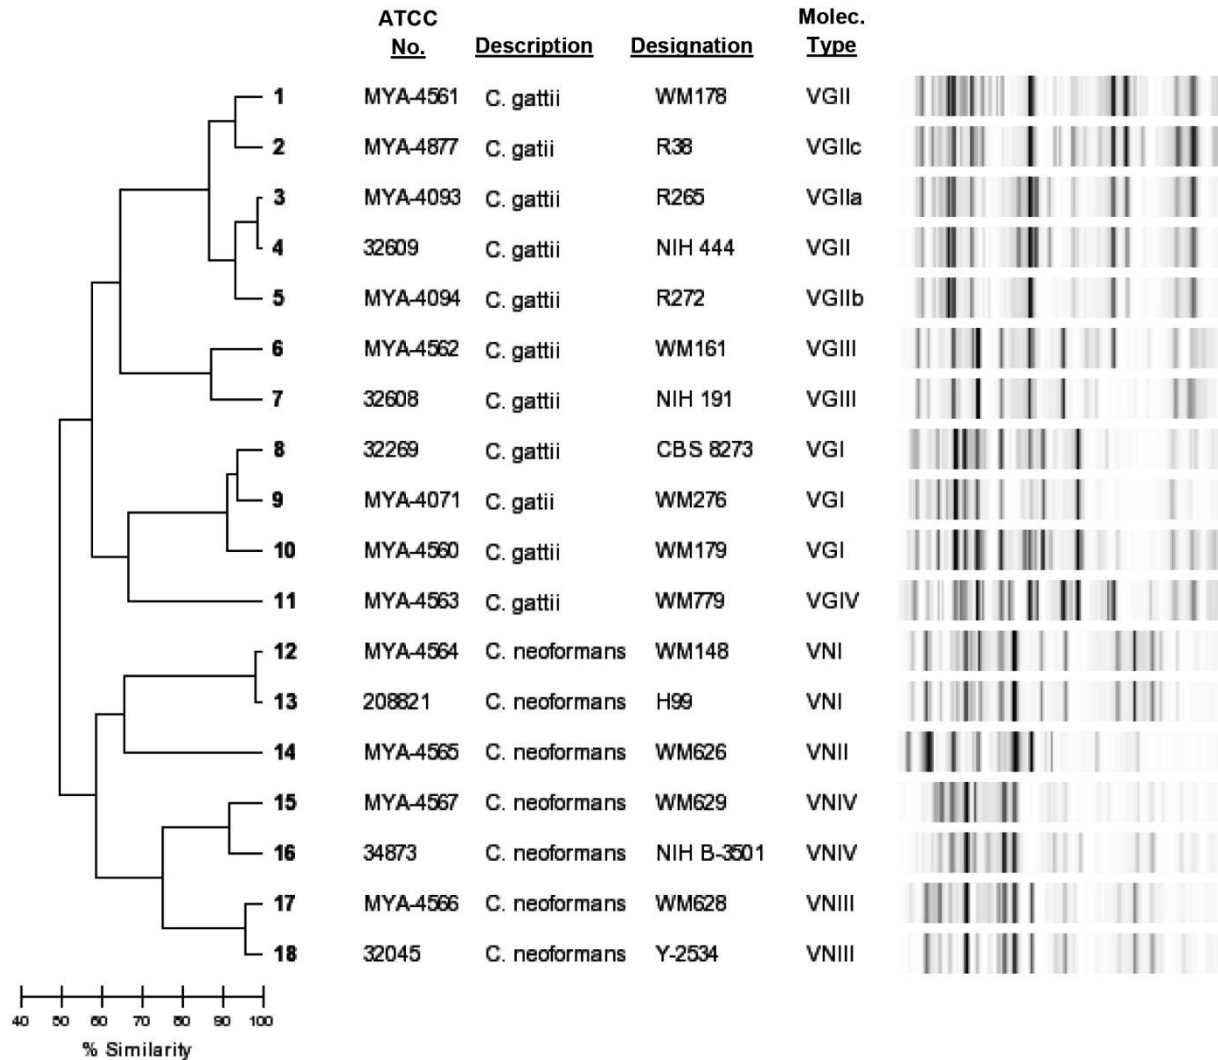 ATCC No. Description Designation Molec. Type
1 MYA-4561 C. gattii WM178 VGII
2 MYA-4877 C. gatii R38 VGIIc
3 MYA-4093 C. gattii R265 VGIIa
4 32609 C. gattii NIH 444 VGII
5 MYA-4094 C. gattii R272 VGIIb
6 MYA-4562 C. gattii WM161 VGIII
7 32608 C. gattii NIH 191 VGIII
8 32269 C. gattii CBS 8273 VGI
9 MYA-4071 C. gatii WM276 VGI
10 MYA-4560 C. gattii WM179 VGI
11 MYA-4563 C. gattii WM779 VGIV
12 MYA-4564 C. neoformans WM148 VNI
13 208821 C. neoformans H99 VNI
14 MYA-4565 C. neoformans WM626 VNII
15 MYA-4567 C. neoformans WM629 VNIV
16 34873 C. neoformans NIH B-3501 VNIV
17 MYA-4566 C. neoformans WM628 VNIII
18 32045 C. neoformans Y-2534 VNIII
40 50 60 70 80 90 100
% Similarity